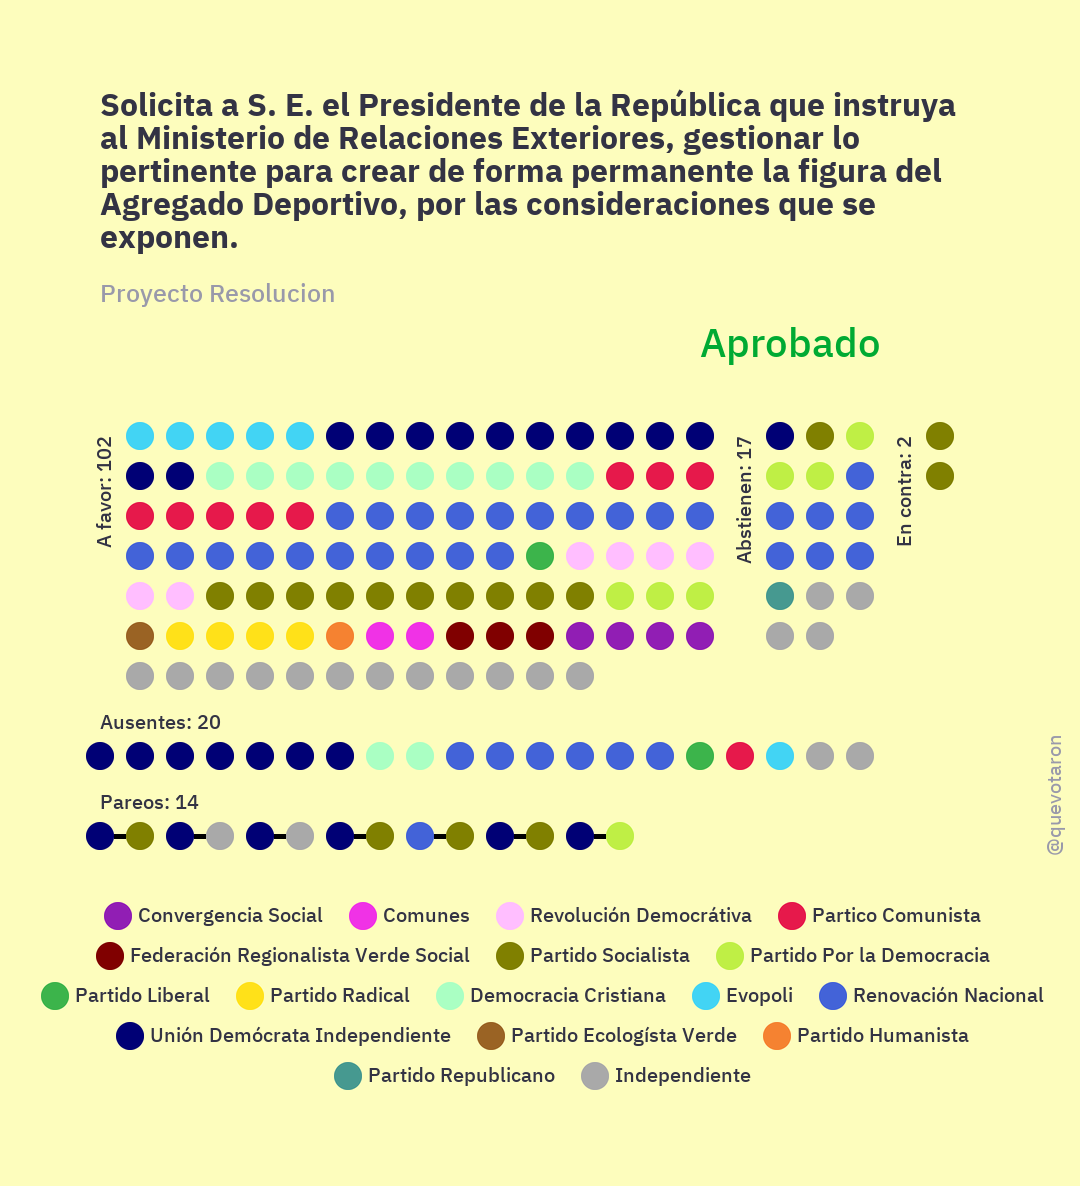 Solicita a S. E. el Presidente de la República que instruya
al Ministerio de Relaciones Exteriores, gestionar lo
pertinente para crear de forma permanente la figura del
Agregado Deportivo, por las consideraciones que se
exponen.
Proyecto Resolucion
Aprobado
A favor: 102
Abstienen: 17
En contra: 2
Ausentes: 20
Pareos: 14
@quevotaron
Convergencia Social Comunes Revolución Democrátiva Partico Comunista
Federación Regionalista Verde Social Partido Socialista Partido Por la Democracia
Partido Liberal Partido Radical Democracia Cristiana Evopoli Renovación Nacional
Unión Demócrata Independiente Partido Ecologísta Verde Partido Humanista
Partido Republicano Independiente